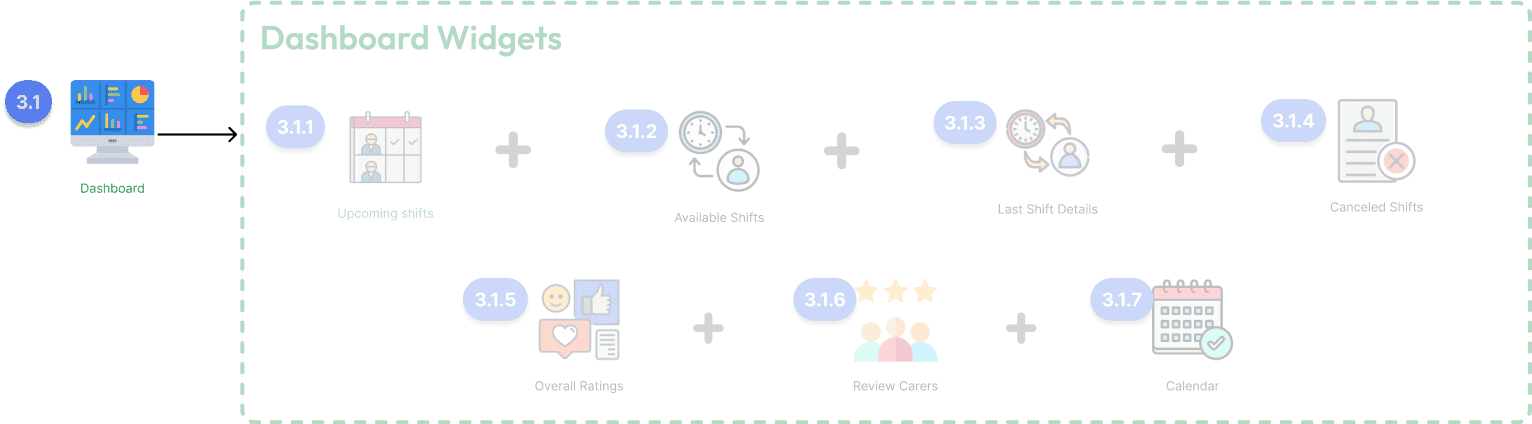 Dashboard Widgets
3.1
3.1.1
3.1.2
3.1.3
3.1.4
Dashboard
Upcoming shifts
Available Shifts
Last Shift Details
Canceled Shifts
3.1.5
3.1.6
3.1.7
Overall Ratings
Review Carers
Calendar